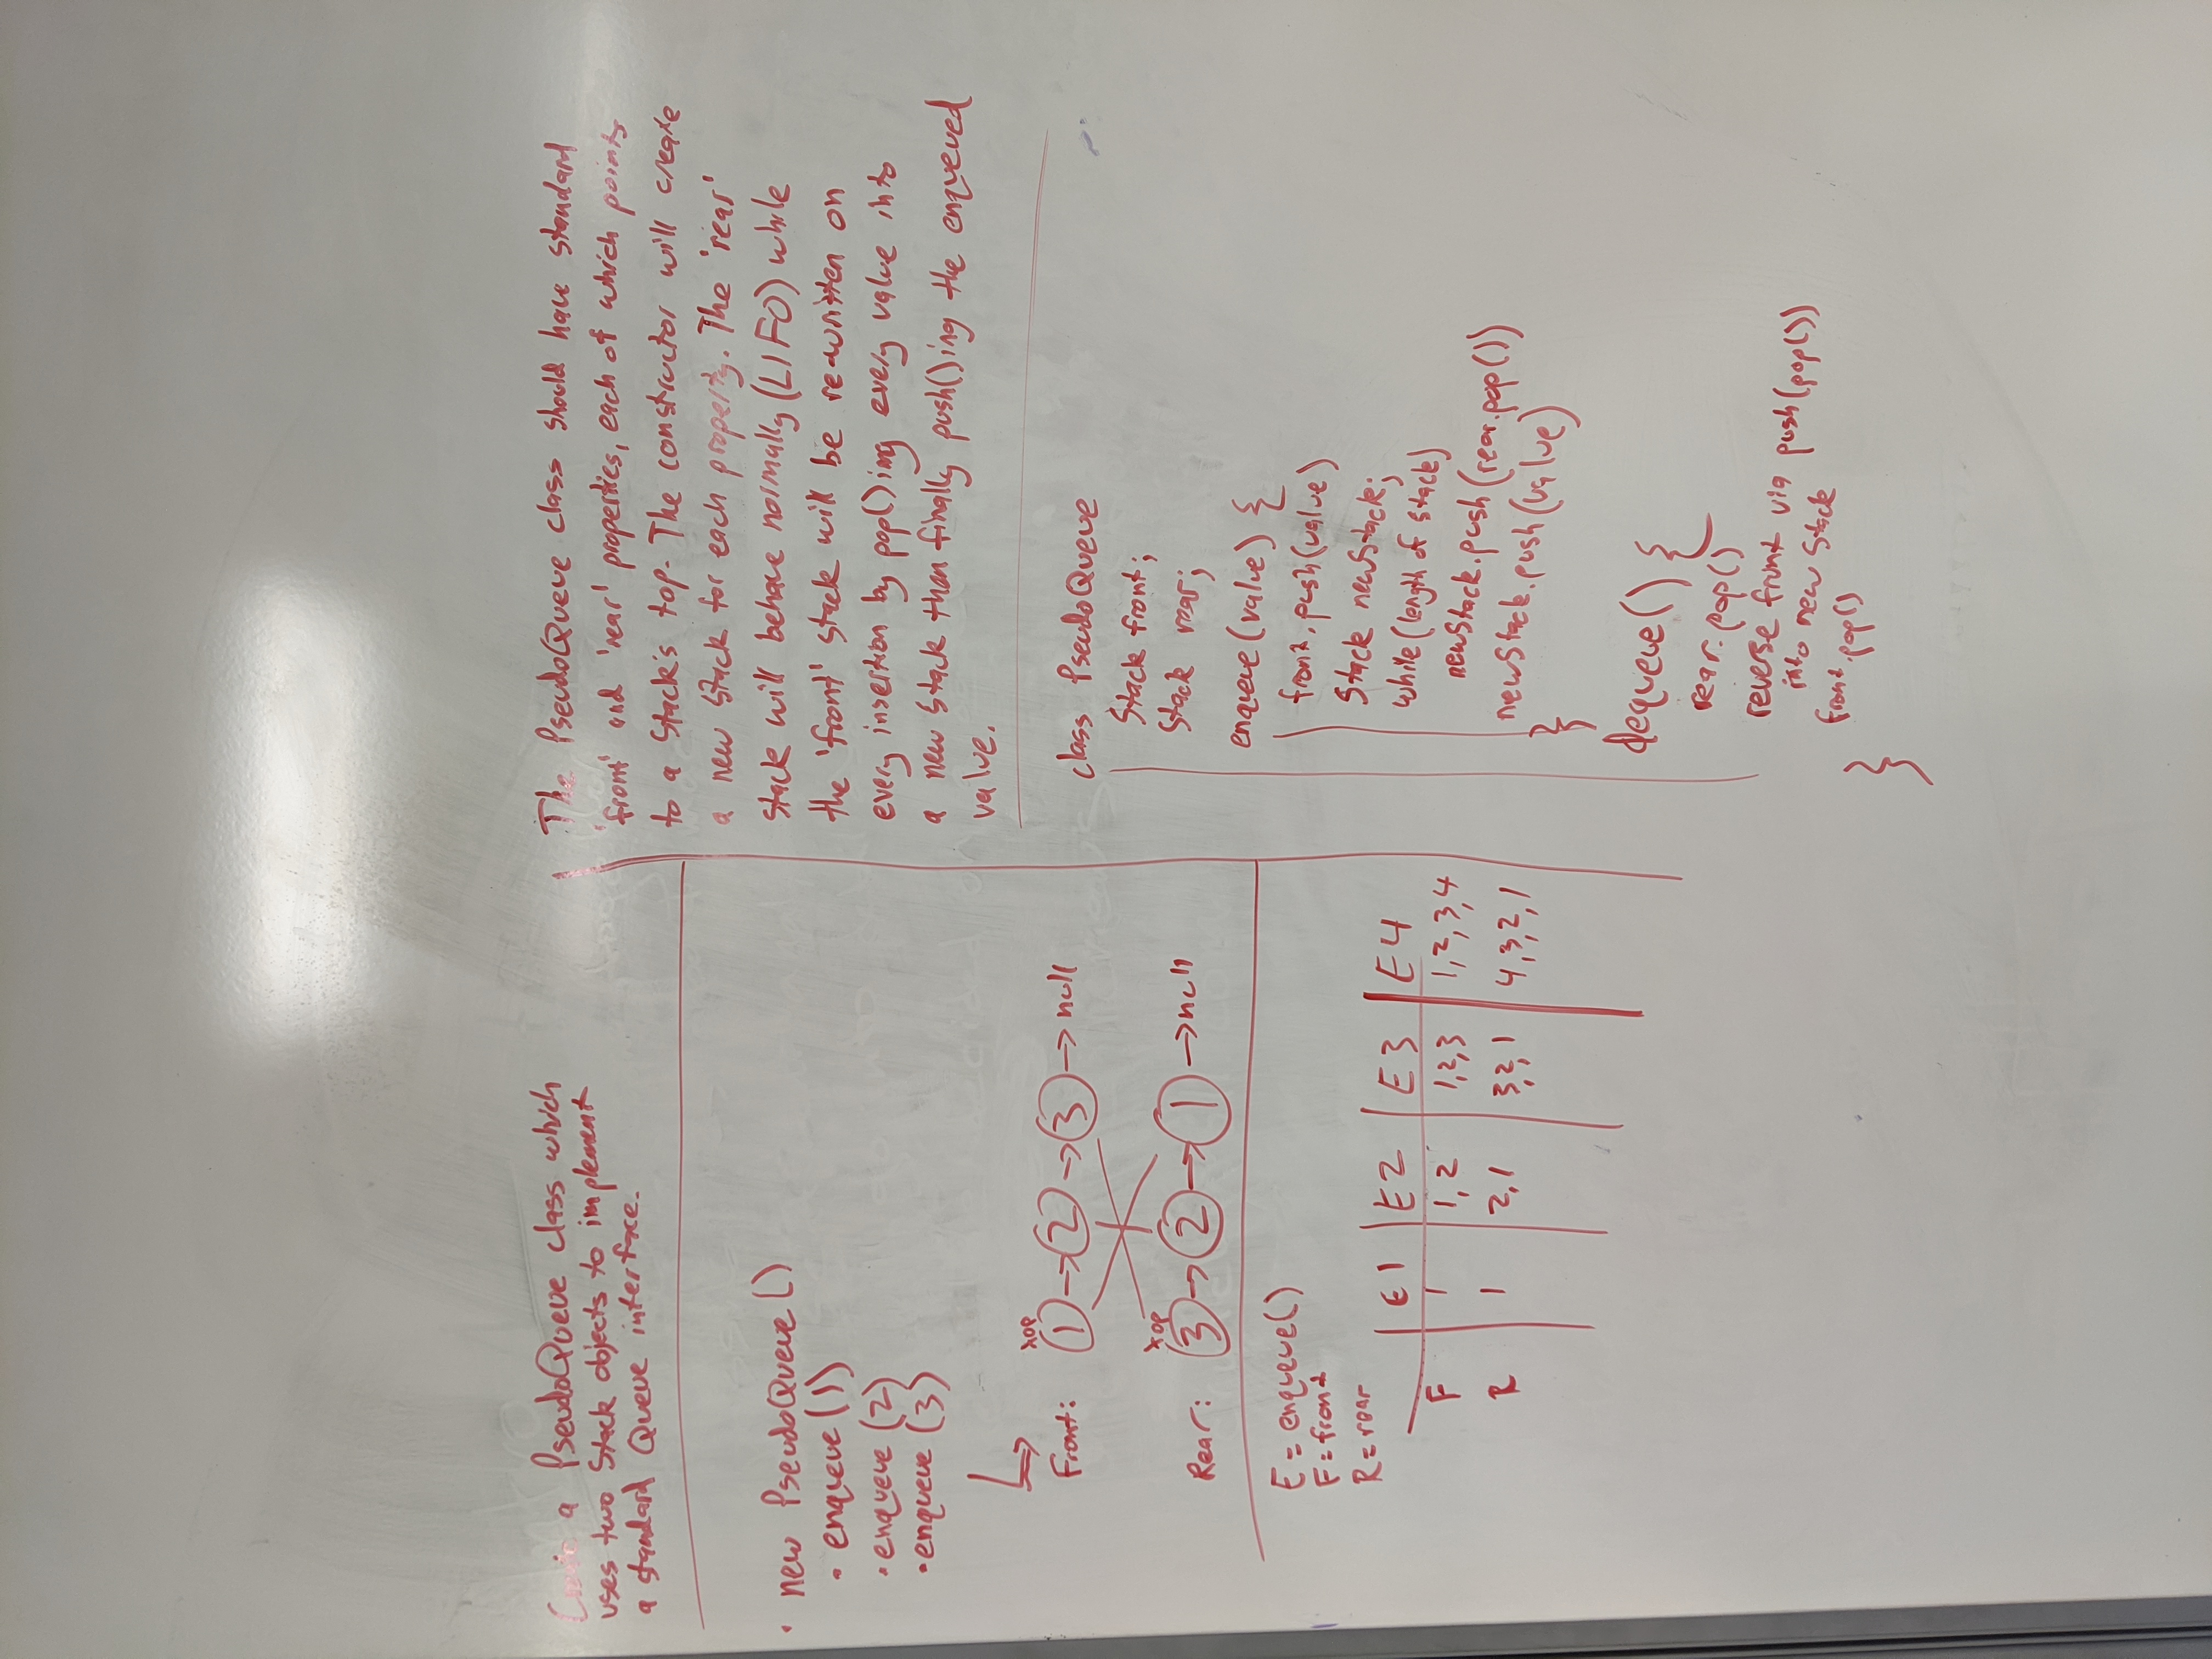 Create a PseudoQueue class which
uses two Stack objects to implement
a standard Queue interface.
• new PseudoQueue()
• enqueue(1)
• enqueue(2)
• enqueue(3)
top
Front: 1 → 2 → 3 → null
top
Rear: 3 → 2 → 1 → null
E = enqueue()
F = front
R = rear
E1 E2 E3 E4
F 1 1,2 1,2,3 1,2,3,4
R 1 2,1 3,2,1 4,3,2,1
The PseudoQueue class should have standard
'front' and 'rear' properties, each of which points
to a Stack's top. The constructor will create
a new Stack for each property. The 'rear'
stack will behave normally (LIFO) while
the 'front' stack will be re-written on
every insertion by pop()ing every value into
a new Stack then finally push()ing the enqueued
value.
class PseudoQueue
Stack front;
Stack rear;
enqueue(value) {
front.push(value)
Stack newStack;
while(length of stack)
newStack.push(rear.pop())
newStack.push(value)
}
dequeue() {
rear.pop()
reverse front via push(pop())
into new Stack
front.pop()
}